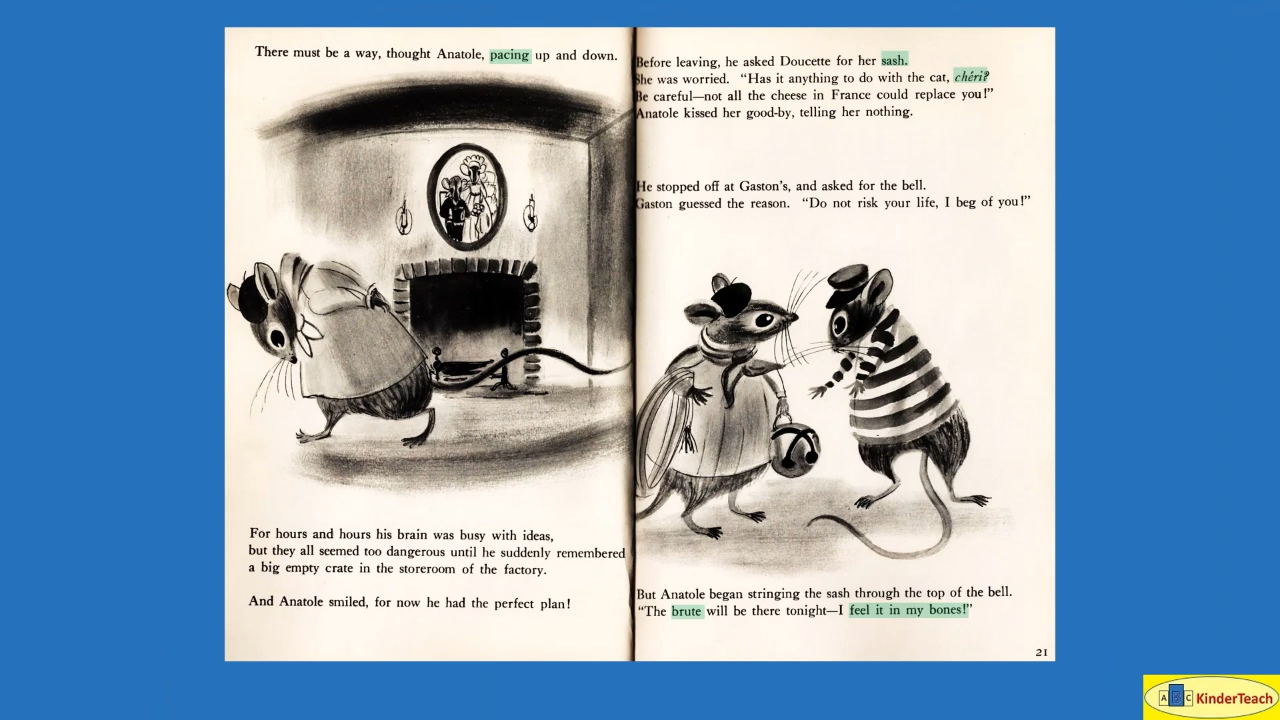 There must be a way, thought Anatole, pacing up and down.
For hours and hours his brain was busy with ideas,
but they all seemed too dangerous until he suddenly remembered
a big empty crate in the storeroom of the factory.
And Anatole smiled, for now he had the perfect plan!
Before leaving, he asked Doucette for her sash.
She was worried. “Has it anything to do with the cat, chéri?
Be careful—not all the cheese in France could replace you!”
Anatole kissed her good-by, telling her nothing.
He stopped off at Gaston’s, and asked for the bell.
Gaston guessed the reason. “Do not risk your life, I beg of you!”
But Anatole began stringing the sash through the top of the bell.
“The brute will be there tonight—I feel it in my bones!”
21
ABC KinderTeach